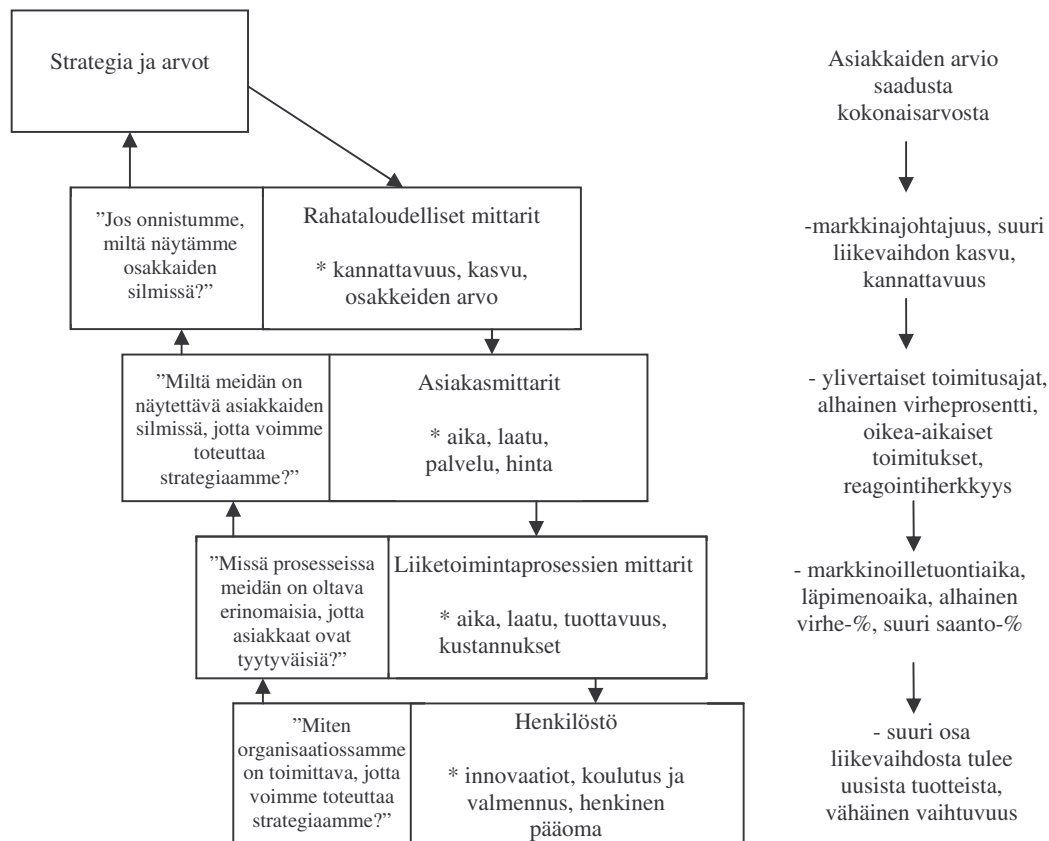 Strategia ja arvot
Asiakkaiden arvio
saadusta
kokonaisarvosta
”Jos onnistumme,
miltä näytämme
osakkaiden
silmissä?”
Rahataloudelliset mittarit
* kannattavuus, kasvu,
osakkeiden arvo
-markkinajohtajuus, suuri
liikevaihdon kasvu,
kannattavuus
”Miltä meidän on
näytettävä asiakkaiden
silmissä, jotta voimme
toteuttaa
strategiaamme?”
Asiakasmittarit
* aika, laatu,
palvelu, hinta
- ylivertaiset toimitusajat,
alhainen virheprosentti,
oikea-aikaiset
toimitukset,
reagointiherkkyys
”Missä prosesseissa
meidän on oltava
erinomaisia, jotta
asiakkaat ovat
tyytyväisiä?”
Liiketoimintaprosessien mittarit
* aika, laatu, tuottavuus,
kustannukset
- markkinoilletuontiaika,
läpimenoaika, alhainen
virhe-%, suuri saanto-%
”Miten
organisaatiossamme
on toimittava, jotta
voimme toteuttaa
strategiaamme?”
Henkilöstö
* innovaatiot, koulutus ja
valmennus, henkinen
pääoma
- suuri osa
liikevaihdosta tulee
uusista tuotteista,
vähäinen vaihtuvuus